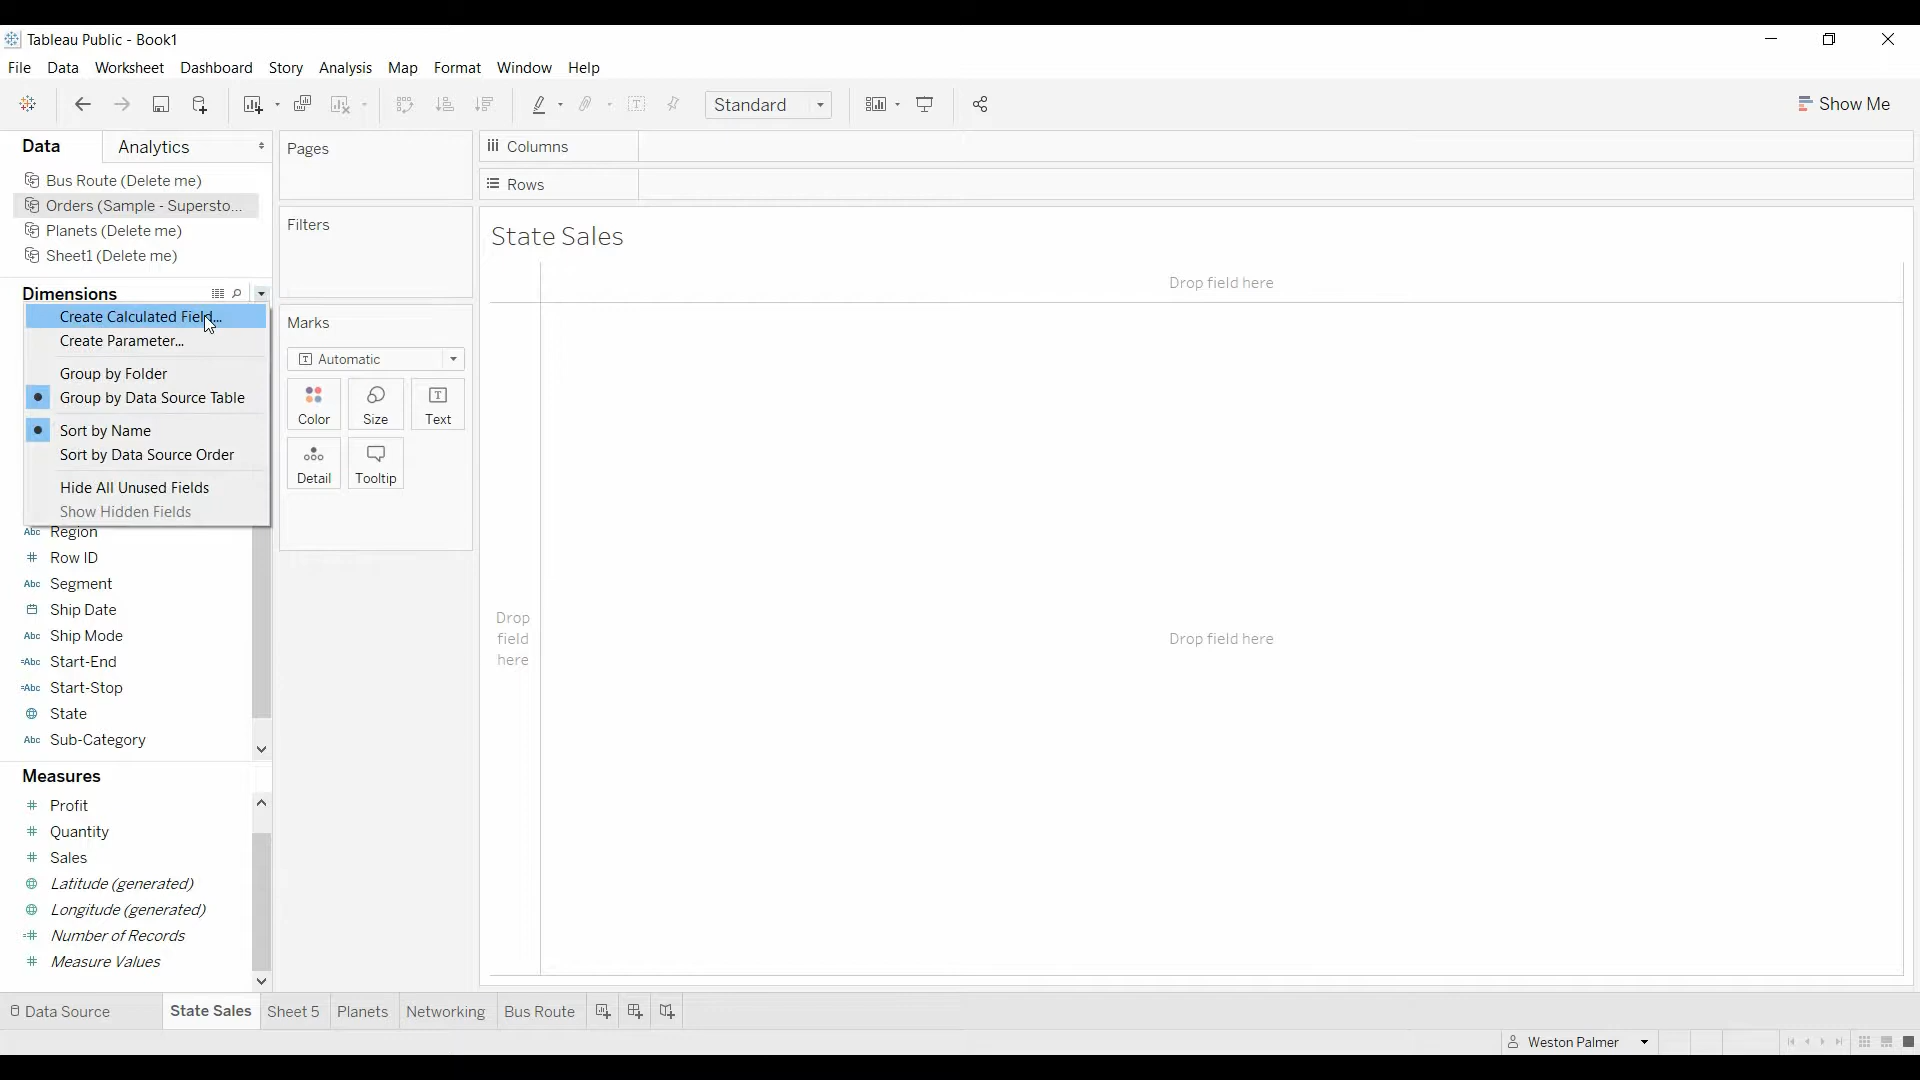 Tableau Public - Book1
File Data Worksheet Dashboard Story Analysis Map Format Window Help
Standard
Show Me
Data Analytics
Bus Route (Delete me)
Orders (Sample - Supersto...
Planets (Delete me)
Sheet1 (Delete me)
Dimensions
Create Calculated Field...
Create Parameter...
Group by Folder
Group by Data Source Table
Sort by Name
Sort by Data Source Order
Hide All Unused Fields
Show Hidden Fields
Abc Region
# Row ID
Abc Segment
Ship Date
Abc Ship Mode
=Abc Start-End
=Abc Start-Stop
State
Abc Sub-Category
Measures
# Profit
# Quantity
# Sales
Latitude (generated)
Longitude (generated)
=# Number of Records
# Measure Values
Pages
Filters
Marks
T Automatic
Color Size Text
Detail Tooltip
Columns
Rows
State Sales
Drop field here
Drop
field
here
Drop field here
Data Source State Sales Sheet 5 Planets Networking Bus Route
Weston Palmer